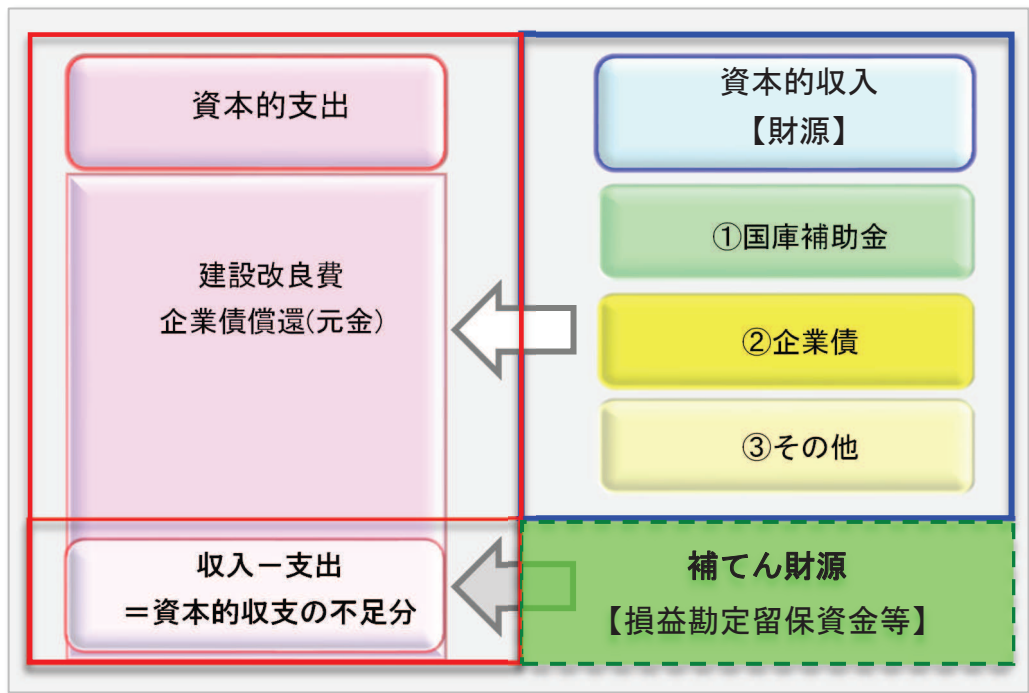 資本的支出
建設改良費
企業債償還(元金)
収入－支出
＝資本的収支の不足分
資本的収入
【財源】
①国庫補助金
②企業債
③その他
補てん財源
【損益勘定留保資金等】